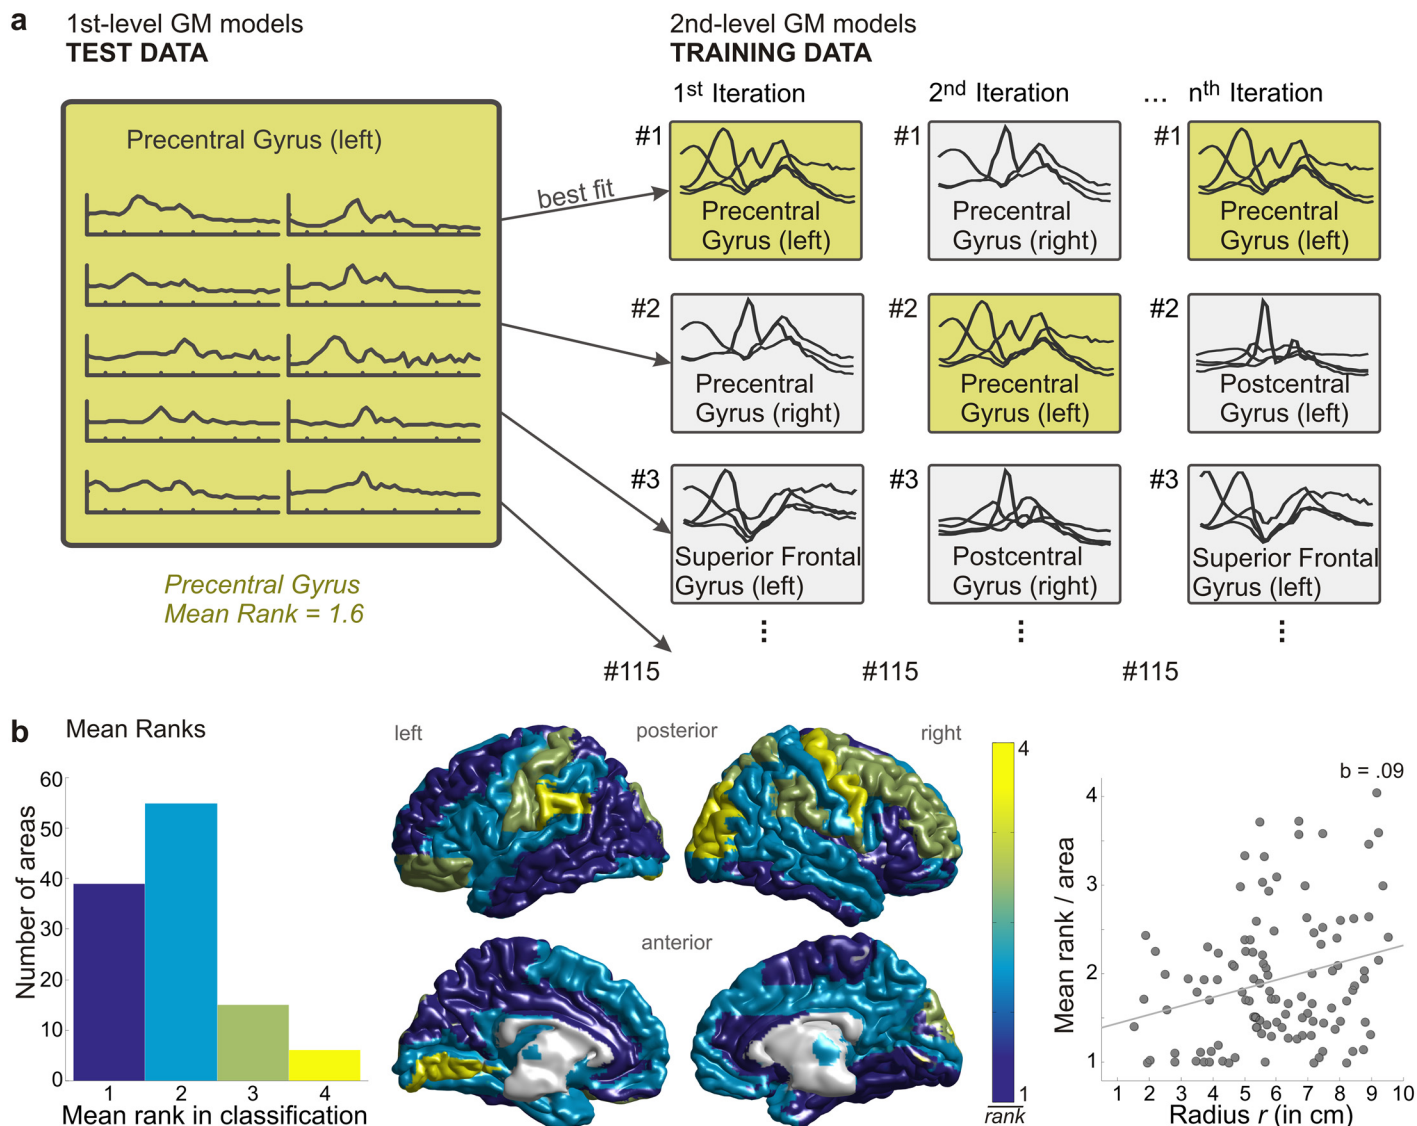 a
1st-level GM models
TEST DATA
2nd-level GM models
TRAINING DATA
1st Iteration
2nd Iteration
...
nth Iteration
Precentral Gyrus (left)
best fit
#1
Precentral
Gyrus (left)
#1
Precentral
Gyrus (right)
#1
Precentral
Gyrus (left)
#2
Precentral
Gyrus (right)
#2
Precentral
Gyrus (left)
#2
Postcentral
Gyrus (left)
#3
Superior Frontal
Gyrus (left)
#3
Postcentral
Gyrus (right)
#3
Superior Frontal
Gyrus (left)
Precentral Gyrus
Mean Rank = 1.6
#115
#115
#115
b
Mean Ranks
Number of areas
60
50
40
30
20
10
0
1
2
3
4
Mean rank in classification
left
posterior
right
anterior
4
1
rank
b = .09
Mean rank / area
4
3
2
1
1
2
3
4
5
6
7
8
9
10
Radius r (in cm)